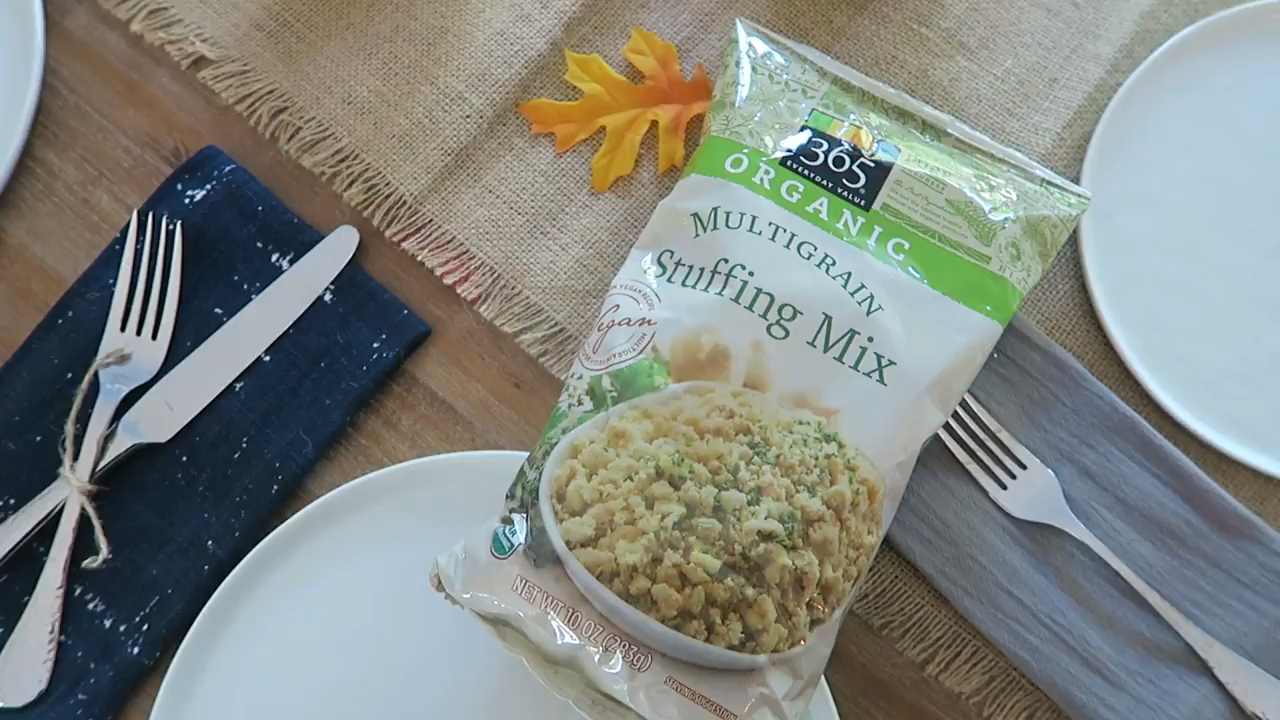 365
EVERYDAY VALUE
ORGANIC
MULTIGRAIN
Stuffing Mix
Vegan
NET WT 10 OZ (283g)
SERVING SUGGESTION